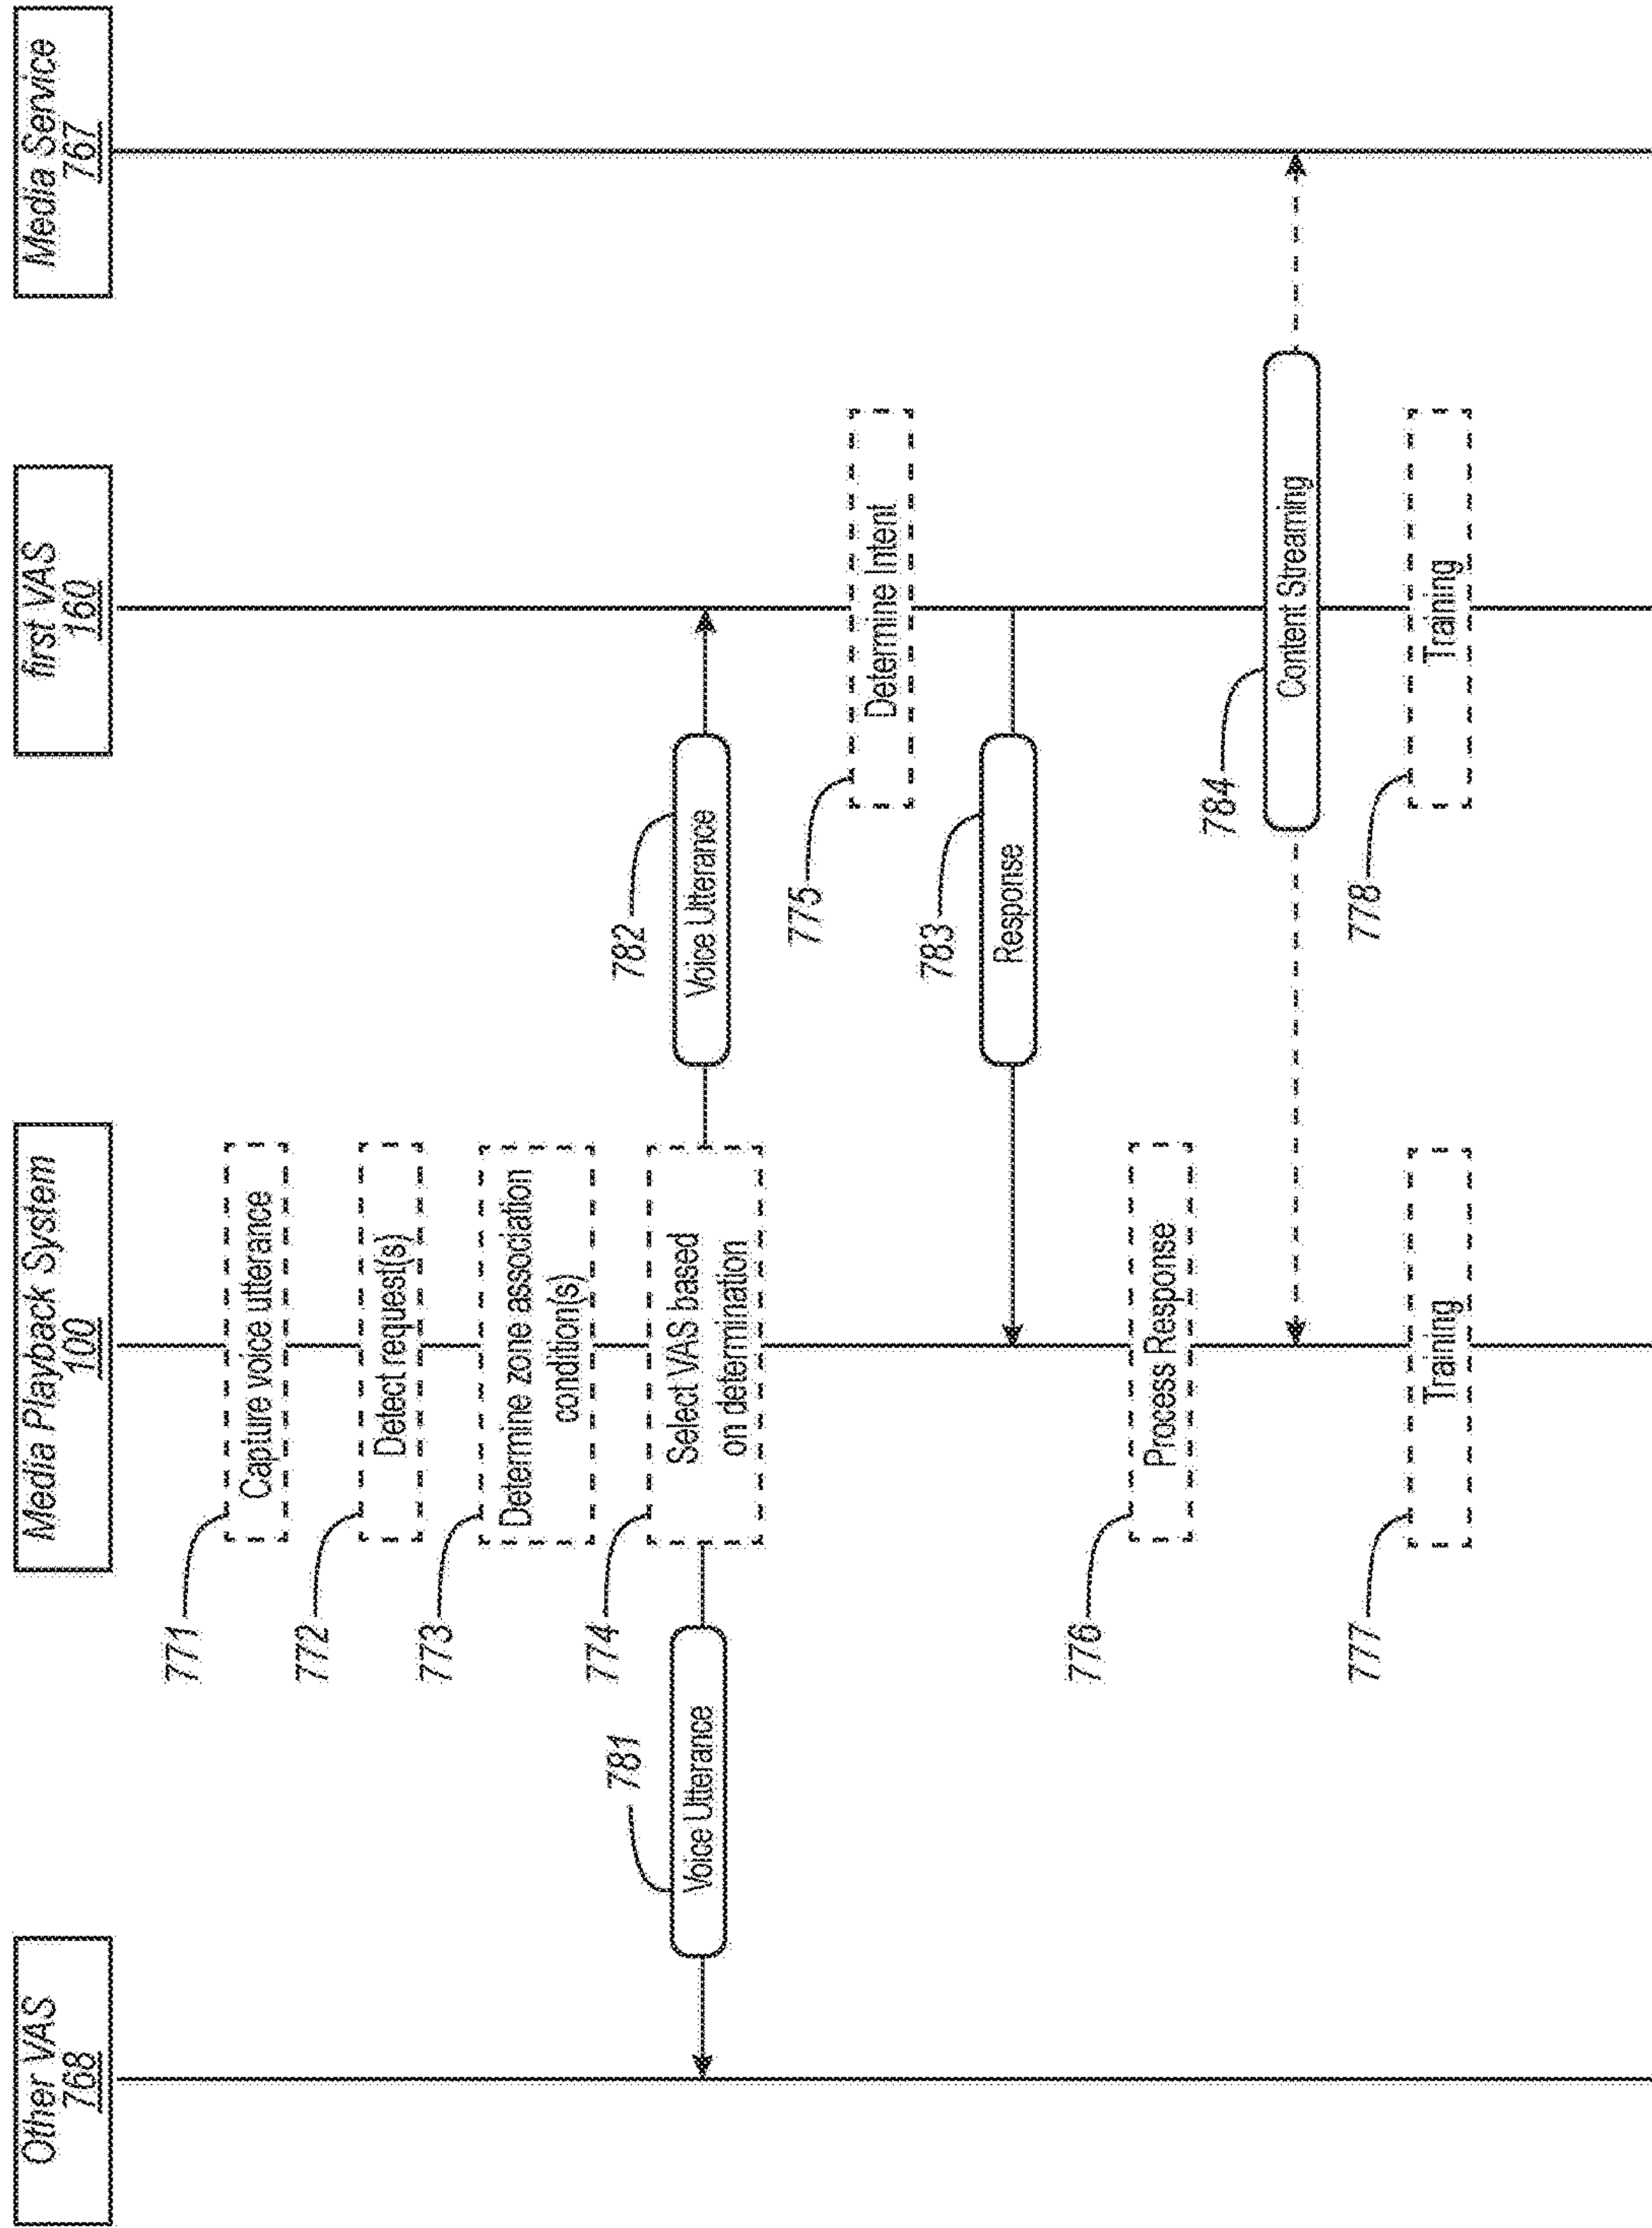 Other VAS
768
Media Playback System
100
first VAS
160
Media Service
767
771
Capture voice utterance
772
Detect request(s)
773
Determine zone association
condition(s)
774
Select VAS based
on determination
781
Voice Utterance
782
Voice Utterance
775
Determine Intent
783
Response
776
Process Response
784
Content Streaming
777
Training
778
Training